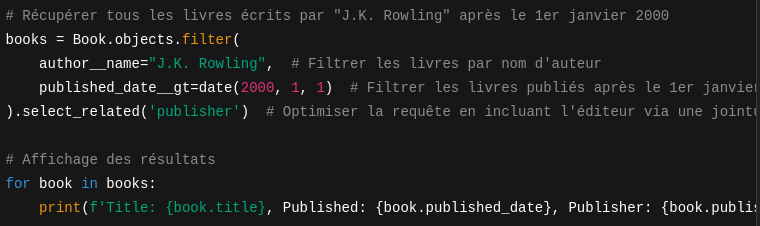 # Récupérer tous les livres écrits par "J.K. Rowling" après le 1er janvier 2000
books = Book.objects.filter(
    author__name="J.K. Rowling",  # Filtrer les livres par nom d'auteur
    published_date__gt=date(2000, 1, 1)  # Filtrer les livres publiés après le 1er janvier
).select_related('publisher')  # Optimiser la requête en incluant l'éditeur via une
# Affichage des résultats
for book in books:
    print(f'Title: {book.title}, Published: {book.published_date}, Publisher: